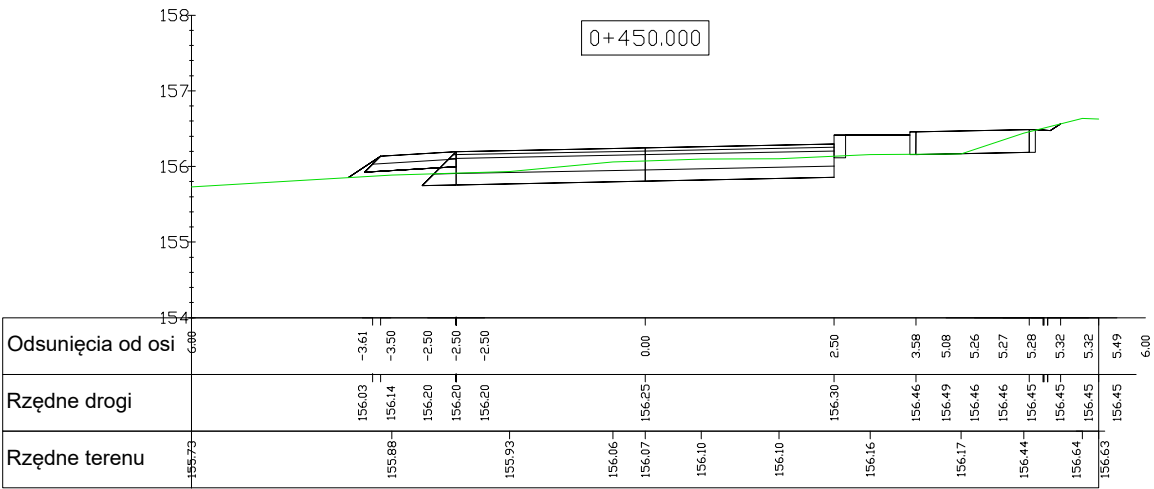 158
0+450.000
157
156
155
154
Odsunięcia od osi 6.00 -3.61 -3.50 -2.50 -2.50 -2.50 0.00 2.50 3.58 5.08 5.26 5.27 5.28 5.32 5.32 5.49 6.00
Rzędne drogi 156.03 156.14 156.20 156.20 156.20 156.25 156.30 156.46 156.49 156.46 156.46 156.45 156.45 156.45 156.45
Rzędne terenu 155.73 155.88 155.93 156.06 156.07 156.10 156.10 156.16 156.17 156.44 156.64 156.63